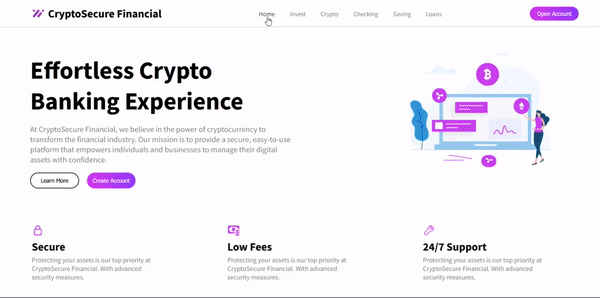 CryptoSecure Financial
Home Invest Crypto Checking Saving Loans
Open Account
Effortless Crypto
Banking Experience
At CryptoSecure Financial, we believe in the power of cryptocurrency to
transform the financial industry. Our mission is to provide a secure, easy-to-use
platform that empowers individuals and businesses to manage their digital
assets with confidence.
Learn More
Create Account
Secure
Protecting your assets is our top priority at
CryptoSecure Financial. With advanced
security measures.
Low Fees
Protecting your assets is our top priority at
CryptoSecure Financial. With advanced
security measures.
24/7 Support
Protecting your assets is our top priority at
CryptoSecure Financial. With advanced
security measures.